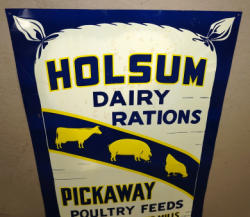 HOLSUM
DAIRY
RATIONS
PICKAWAY
POULTRY FEEDS